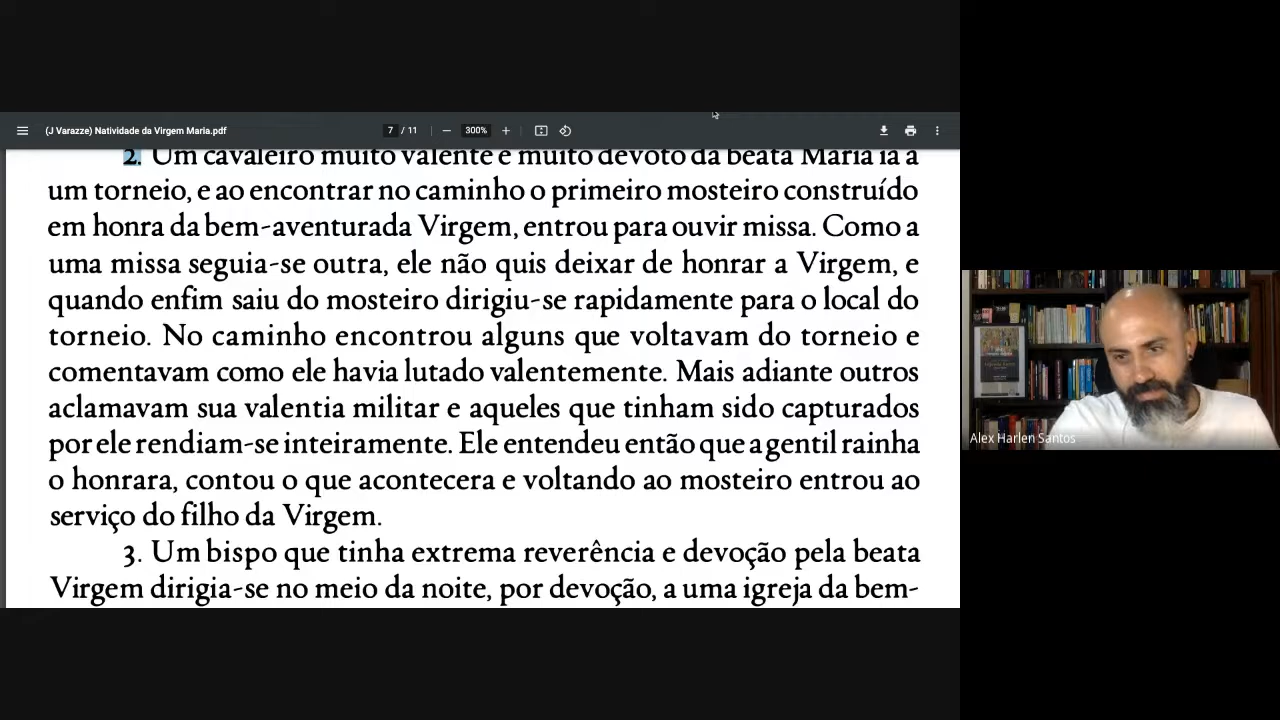 (J Varazze) Natividade da Virgem Maria.pdf
7 / 11
300%
2. Um cavaleiro muito valente e muito devoto da beata Maria ia a
um torneio, e ao encontrar no caminho o primeiro mosteiro construído
em honra da bem-aventurada Virgem, entrou para ouvir missa. Como a
uma missa seguia-se outra, ele não quis deixar de honrar a Virgem, e
quando enfim saiu do mosteiro dirigiu-se rapidamente para o local do
torneio. No caminho encontrou alguns que voltavam do torneio e
comentavam como ele havia lutado valentemente. Mais adiante outros
aclamavam sua valentia militar e aqueles que tinham sido capturados
por ele rendiam-se inteiramente. Ele entendeu então que a gentil rainha
o honrara, contou o que acontecera e voltando ao mosteiro entrou ao
serviço do filho da Virgem.
3. Um bispo que tinha extrema reverência e devoção pela beata
Virgem dirigia-se no meio da noite, por devoção, a uma igreja da bem-
Alex Harlen Santos